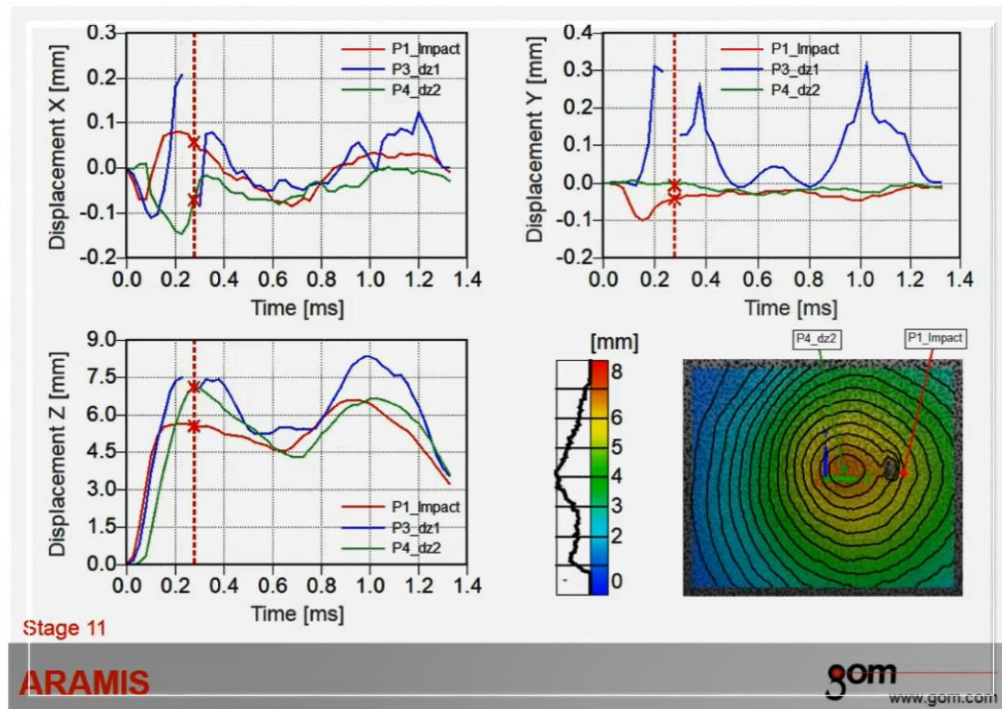 0.3
0.2
0.1
0.0
-0.1
-0.2
Displacement X [mm]
P1_Impact
P3_dz1
P4_dz2
0.0 0.2 0.4 0.6 0.8 1.0 1.2 1.4
Time [ms]
0.4
0.3
0.2
0.1
0.0
-0.1
-0.2
Displacement Y [mm]
P1_Impact
P3_dz1
P4_dz2
0.0 0.2 0.4 0.6 0.8 1.0 1.2 1.4
Time [ms]
9.0
7.5
6.0
4.5
3.0
1.5
0.0
Displacement Z [mm]
P1_Impact
P3_dz1
P4_dz2
0.0 0.2 0.4 0.6 0.8 1.0 1.2 1.4
Time [ms]
[mm]
8
6
5
4
3
2
0
P4_dz2
P1_Impact
Stage 11
ARAMIS
gom
www.gom.com